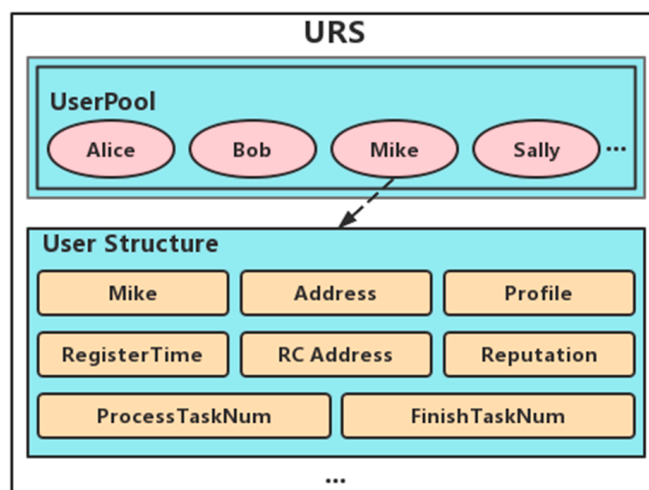 URS
UserPool
Alice Bob Mike Sally ...
User Structure
Mike Address Profile
RegisterTime RC Address Reputation
ProcessTaskNum FinishTaskNum
...